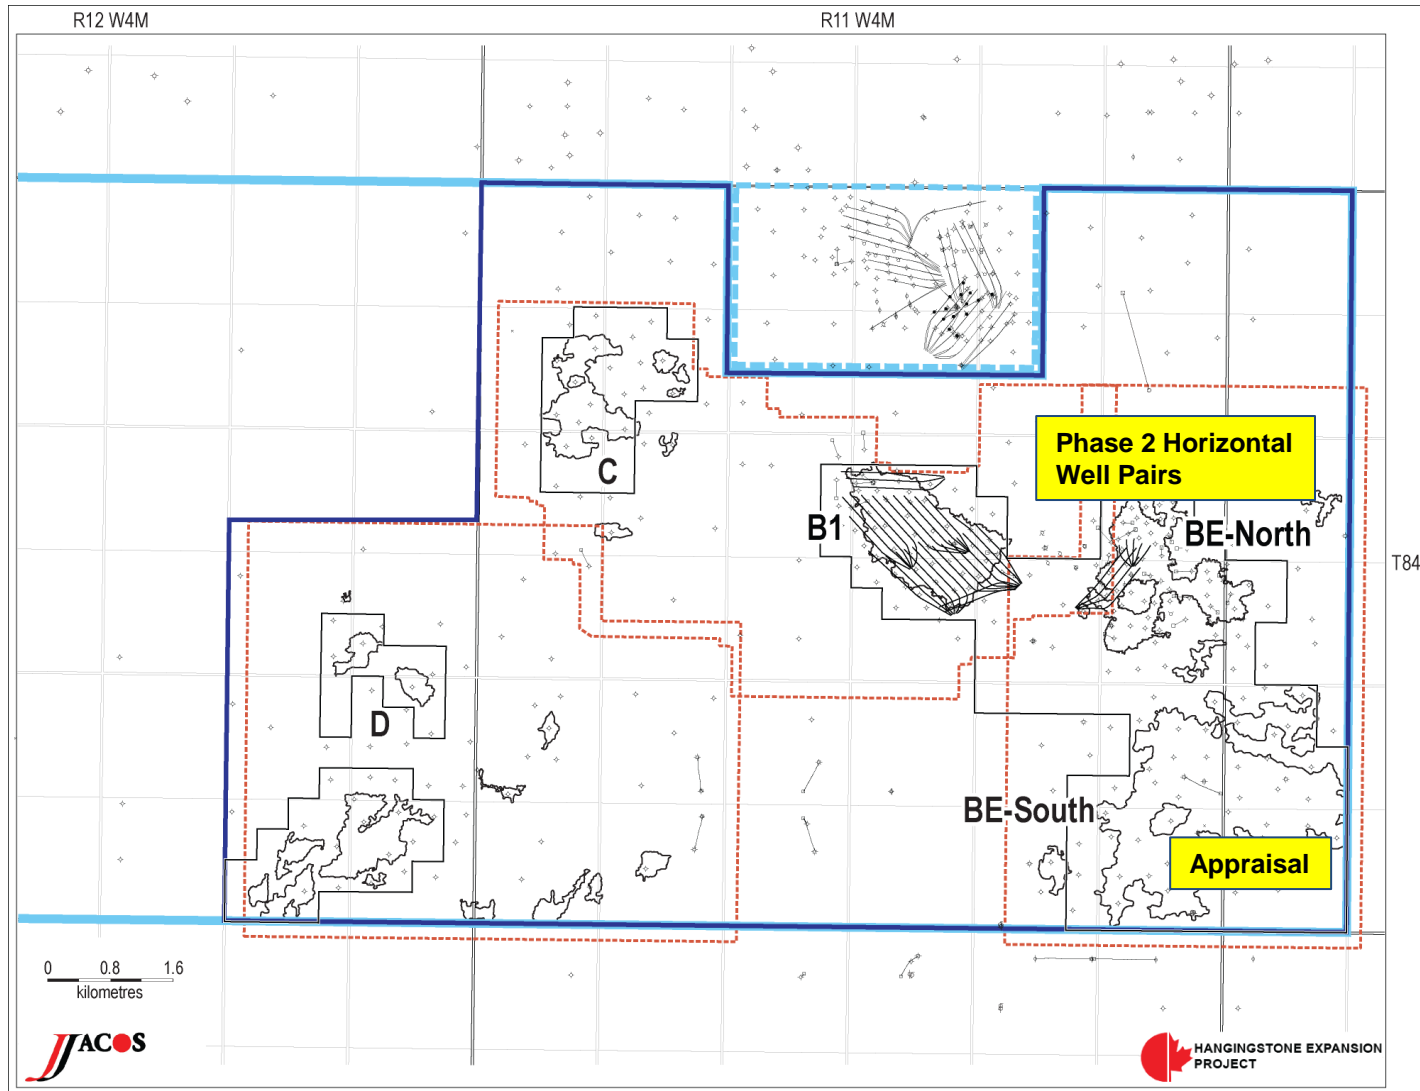 R12 W4M
R11 W4M
Phase 2 Horizontal
Well Pairs
C
B1
BE-North
T84
D
BE-South
Appraisal
0 0.8 1.6
kilometres
JACOS
HANGINGSTONE EXPANSION
PROJECT